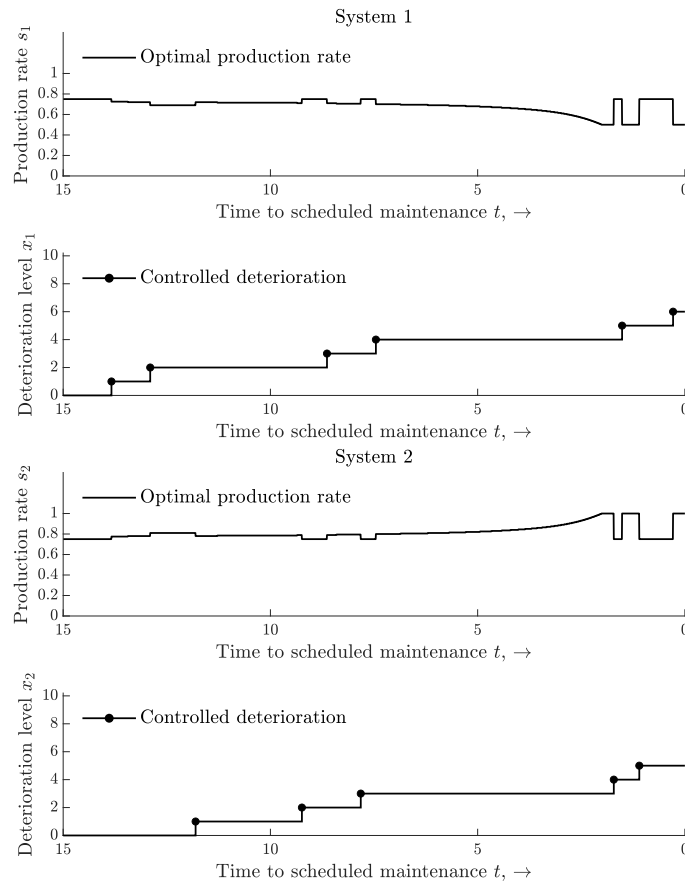 System 1
Production rate s₁
Optimal production rate
1
0.8
0.6
0.4
0.2
0
15 10 5 0
Time to scheduled maintenance t, →
Deterioration level x₁
Controlled deterioration
10
8
6
4
2
0
15 10 5 0
Time to scheduled maintenance t, →
System 2
Production rate s₂
Optimal production rate
1
0.8
0.6
0.4
0.2
0
15 10 5 0
Time to scheduled maintenance t, →
Deterioration level x₂
Controlled deterioration
10
8
6
4
2
0
15 10 5 0
Time to scheduled maintenance t, →